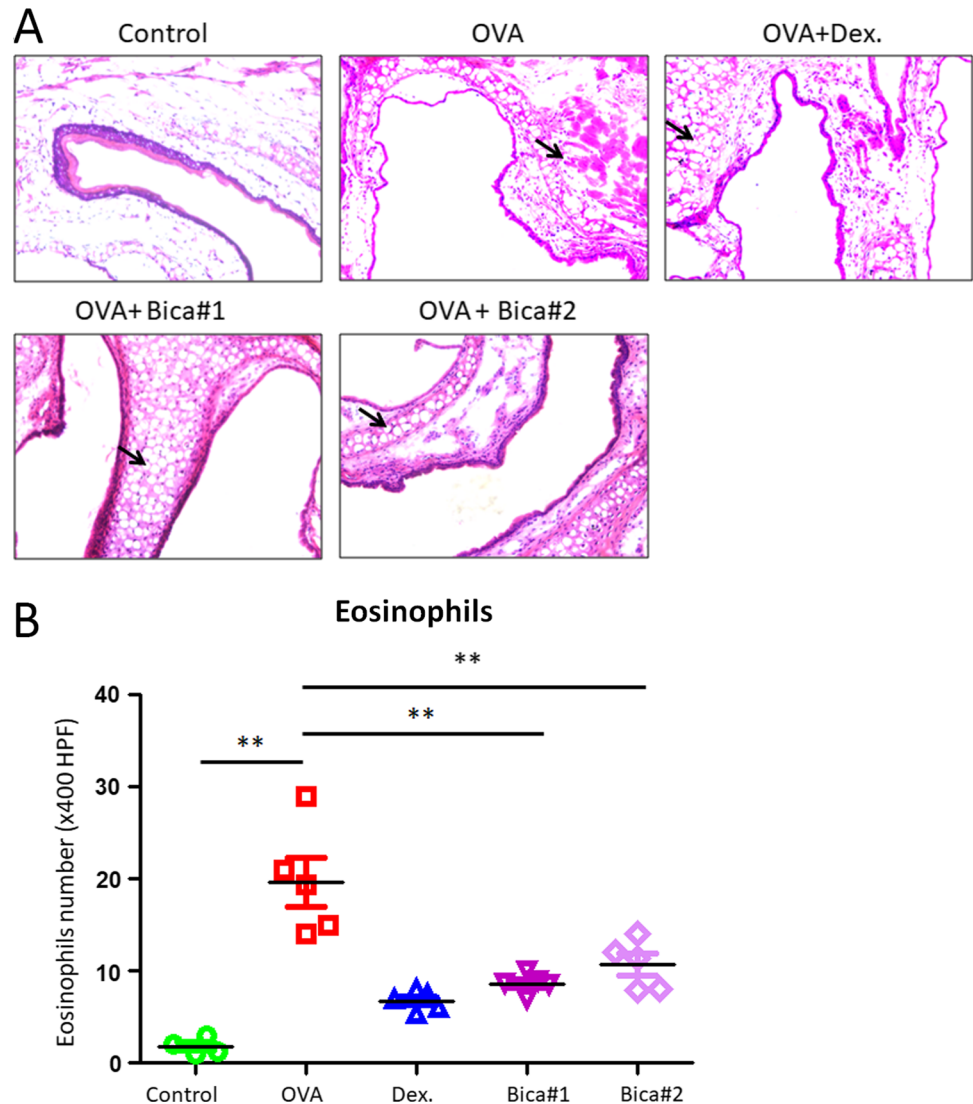 A
Control
OVA
OVA+Dex.
OVA+ Bica#1
OVA + Bica#2
B
Eosinophils
**
**
**
Eosinophils number (x400 HPF)
40
30
20
10
0
Control
OVA
Dex.
Bica#1
Bica#2